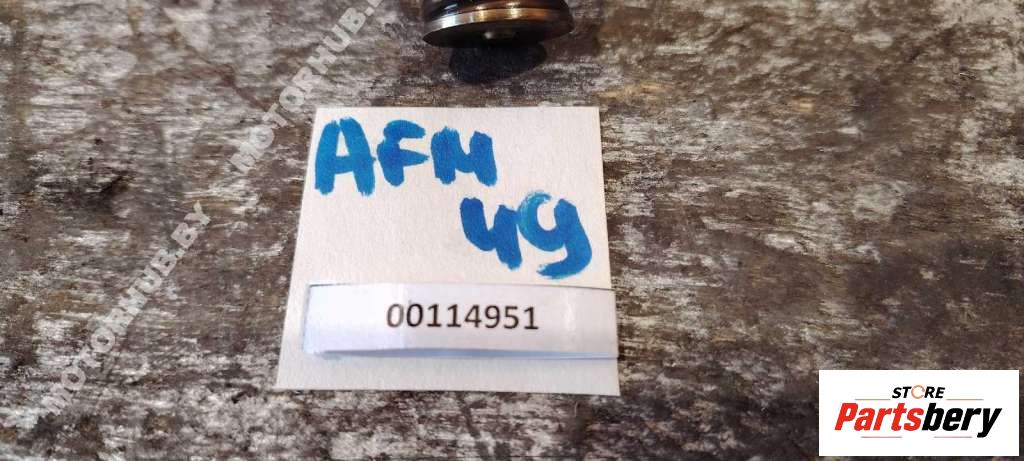 AFM
49
00114951
MOTORHUB.BY - MOTORHUB.BY
STORE
Partsbery